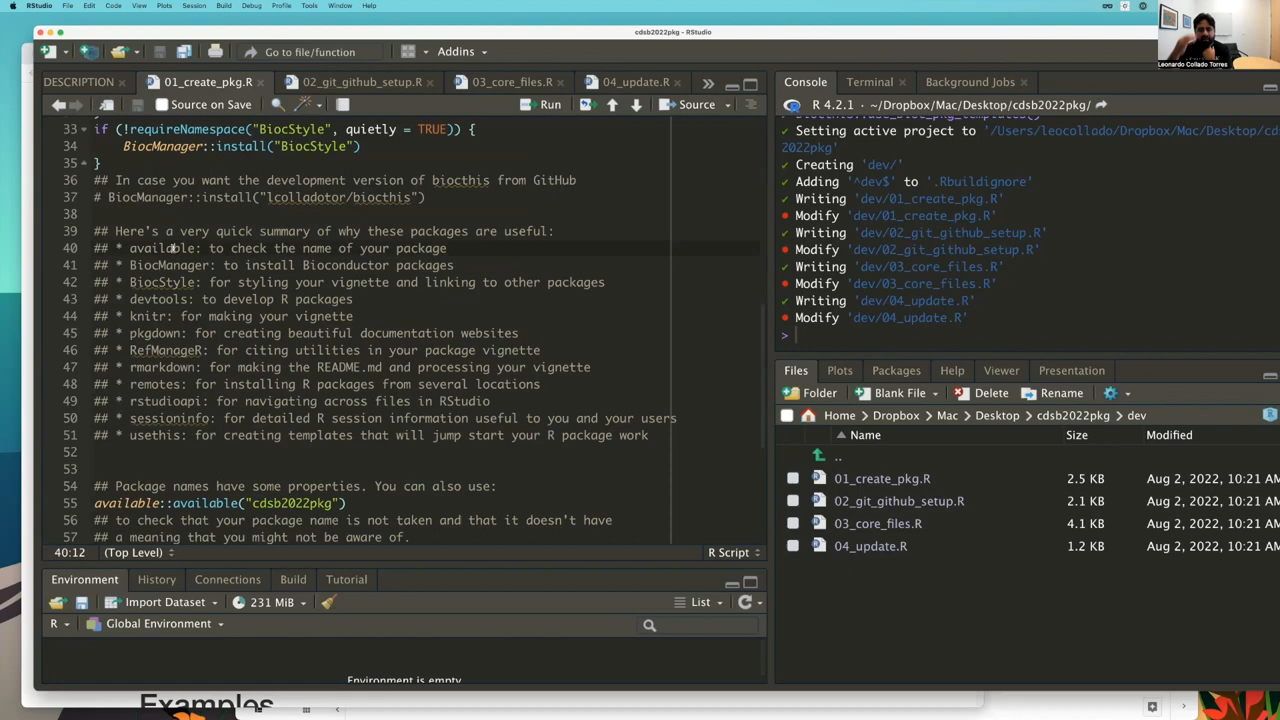 RStudio File Edit Code View Plots Session Build Debug Profile Tools Window Help
cdsb2022pkg - RStudio
Go to file/function Addins
DESCRIPTION 01_create_pkg.R 02_git_github_setup.R 03_core_files.R 04_update.R
Source on Save Run Source
33 if (!requireNamespace("BiocStyle", quietly = TRUE)) {
34 BiocManager::install("BiocStyle")
35 }
36 ## In case you want the development version of biocthis from GitHub
37 # BiocManager::install("lcolladotor/biocthis")
38
39 ## Here's a very quick summary of why these packages are useful:
40 ## * available: to check the name of your package
41 ## * BiocManager: to install Bioconductor packages
42 ## * BiocStyle: for styling your vignette and linking to other packages
43 ## * devtools: to develop R packages
44 ## * knitr: for making your vignette
45 ## * pkgdown: for creating beautiful documentation websites
46 ## * RefManageR: for citing utilities in your package vignette
47 ## * rmarkdown: for making the README.md and processing your vignette
48 ## * remotes: for installing R packages from several locations
49 ## * rstudioapi: for navigating across files in RStudio
50 ## * sessioninfo: for detailed R session information useful to you and your users
51 ## * usethis: for creating templates that will jump start your R package work
52
53
54 ## Package names have some properties. You can also use:
55 available::available("cdsb2022pkg")
56 ## to check that your package name is not taken and that it doesn't have
57 ## a meaning that you might not be aware of.
40:12 (Top Level) R Script
Environment History Connections Build Tutorial
Import Dataset 231 MiB List
R Global Environment
Environment is empty
Console Terminal Background Jobs
R 4.2.1 · ~/Dropbox/Mac/Desktop/cdsb2022pkg/
✓ Setting active project to '/Users/leocollado/Dropbox/Mac/Desktop/cds
2022pkg'
✓ Creating 'dev/'
✓ Adding '^dev$' to '.Rbuildignore'
✓ Writing 'dev/01_create_pkg.R'
• Modify 'dev/01_create_pkg.R'
✓ Writing 'dev/02_git_github_setup.R'
• Modify 'dev/02_git_github_setup.R'
✓ Writing 'dev/03_core_files.R'
• Modify 'dev/03_core_files.R'
✓ Writing 'dev/04_update.R'
• Modify 'dev/04_update.R'
>
Files Plots Packages Help Viewer Presentation
Folder Blank File Delete Rename
Home Dropbox Mac Desktop cdsb2022pkg dev
Name Size Modified
..
01_create_pkg.R 2.5 KB Aug 2, 2022, 10:21 AM
02_git_github_setup.R 2.1 KB Aug 2, 2022, 10:21 AM
03_core_files.R 4.1 KB Aug 2, 2022, 10:21 AM
04_update.R 1.2 KB Aug 2, 2022, 10:21 AM
Leonardo Collado Torres
Examples